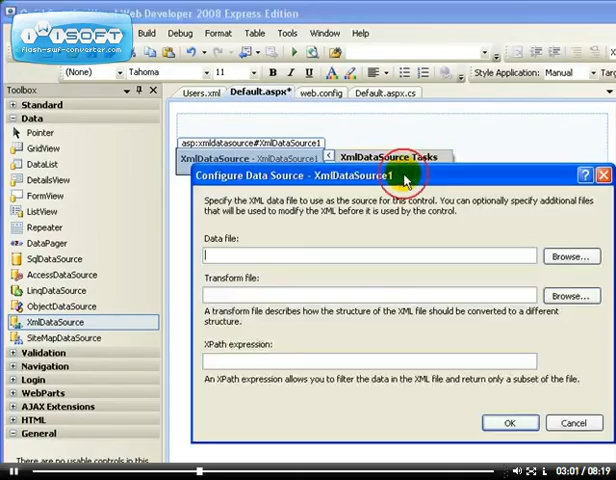 Web Developer 2008 Express Edition
iWiSOFT
flash-swf-converter.com
Build Debug Format Table Tools Window Help
(None) Tahoma 11 B I U A Style Application: Manual
Toolbox
Users.xml Default.aspx* web.config Default.aspx.cs
Standard
Data
Pointer
GridView
DataList
DetailsView
FormView
ListView
Repeater
DataPager
SqlDataSource
AccessDataSource
LinqDataSource
ObjectDataSource
XmlDataSource
SiteMapDataSource
Validation
Navigation
Login
WebParts
AJAX Extensions
HTML
General
There are no usable controls in this
asp:xmldatasource#XmlDataSource1
XmlDataSource - XmlDataSource1
XmlDataSource Tasks
Configure Data Source - XmlDataSource1
Specify the XML data file to use as the source for this control. You can optionally specify additional files
that will be used to modify the XML before it is used by the control.
Data file:
Browse...
Transform file:
Browse...
A transform file describes how the structure of the XML file should be converted to a different
structure.
XPath expression:
An XPath expression allows you to filter the data in the XML file and return only a subset of the file.
OK Cancel
03:01 / 08:19